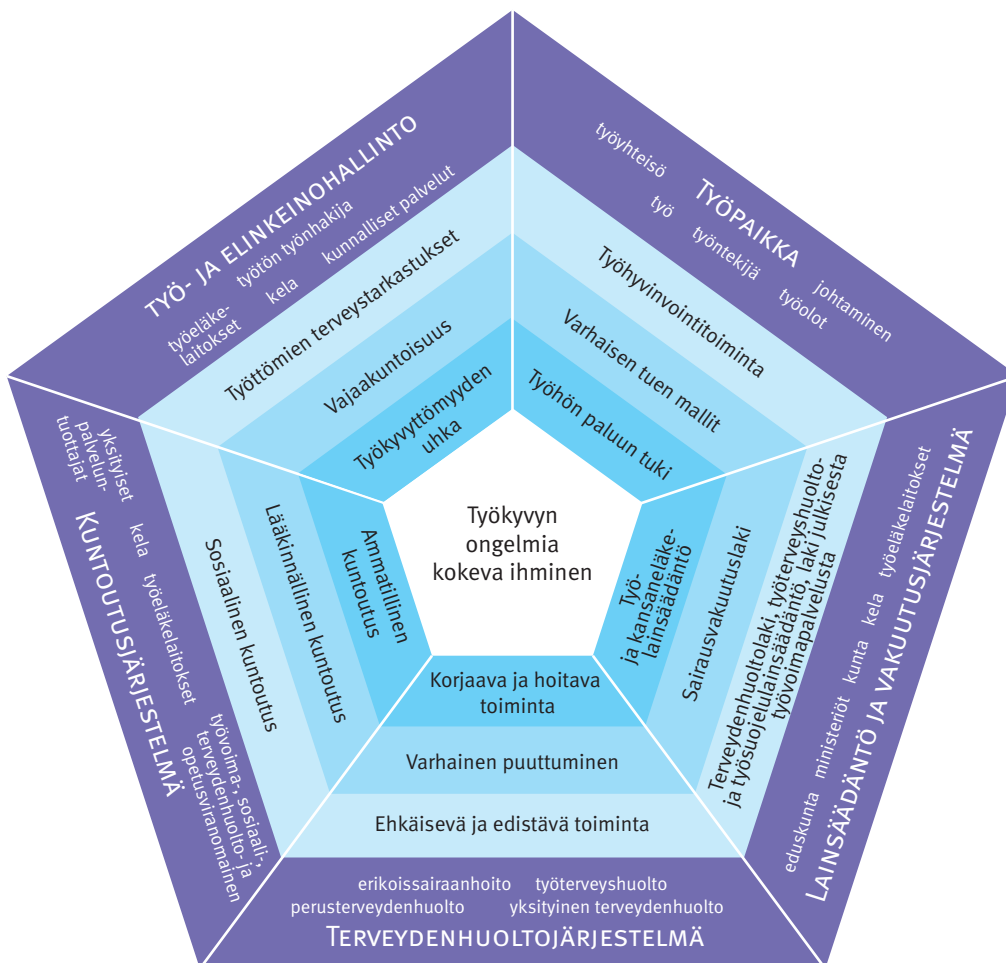 TYÖ- JA ELINKEINOHALLINTO
työeläke-
laitokset
työtön työnhakija
kela
kunnalliset palvelut
Työttömien terveystarkastukset
Vajaakuntoisuus
Työkyvyttömyyden
uhka
TYÖPAIKKA
työyhteisö
työ
työntekijä
työolot
johtaminen
Työhyvinvointitoiminta
Varhaisen tuen mallit
Työhön paluun tuki
Työkyvyn
ongelmia
kokeva ihminen
KUNTOUTUSJÄRJESTELMÄ
yksityiset
palvelun-
tuottajat
kela
työeläkelaitokset
työvoima-, sosiaali-,
terveydenhuolto- ja
opetusviranomainen
Sosiaalinen kuntoutus
Lääkinnällinen kuntoutus
Ammatillinen
kuntoutus
Työ-
ja kansaneläke-
lainsäädäntö
Sairausvakuutuslaki
Terveydenhuoltolaki, työterveyshuolto-
ja työsuojelulainsäädäntö, laki julkisesta
työvoimapalvelusta
eduskunta
ministeriöt
kunta
kela
työeläkelaitokset
LAINSÄÄDÄNTÖ JA VAKUUTUSJÄRJESTELMÄ
Korjaava ja hoitava
toiminta
Varhainen puuttuminen
Ehkäisevä ja edistävä toiminta
erikoissairaanhoito työterveyshuolto
perusterveydenhuolto yksityinen terveydenhuolto
TERVEYDENHUOLTOJÄRJESTELMÄ